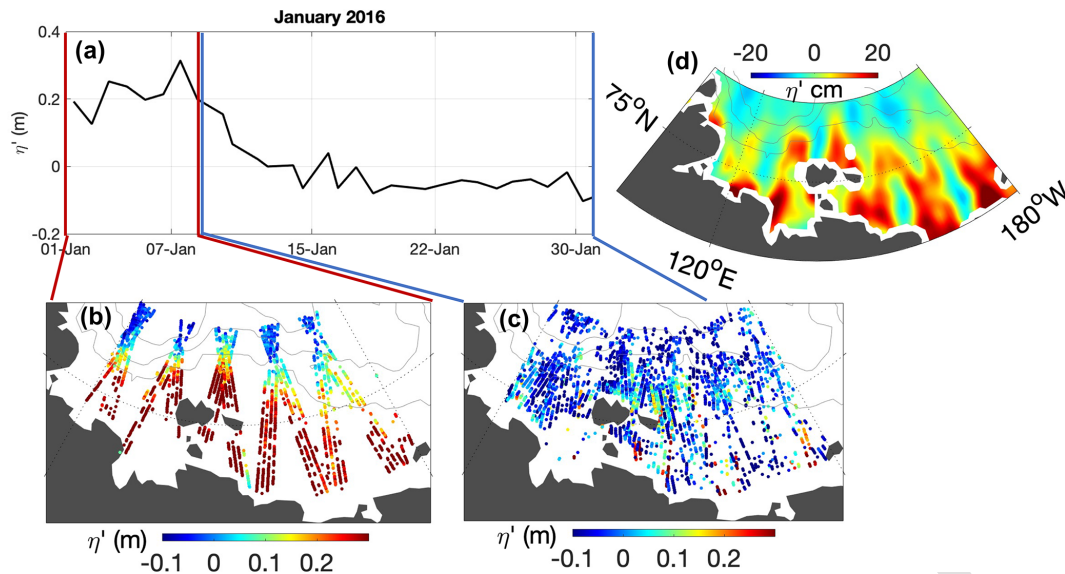 January 2016
(a)
0.4
0.2
0
-0.2
η' (m)
01-Jan
07-Jan
15-Jan
22-Jan
30-Jan
(d)
-20 0 20
η' cm
75°N
120°E
180°W
(b)
η' (m)
-0.1 0 0.1 0.2
(c)
η' (m)
-0.1 0 0.1 0.2